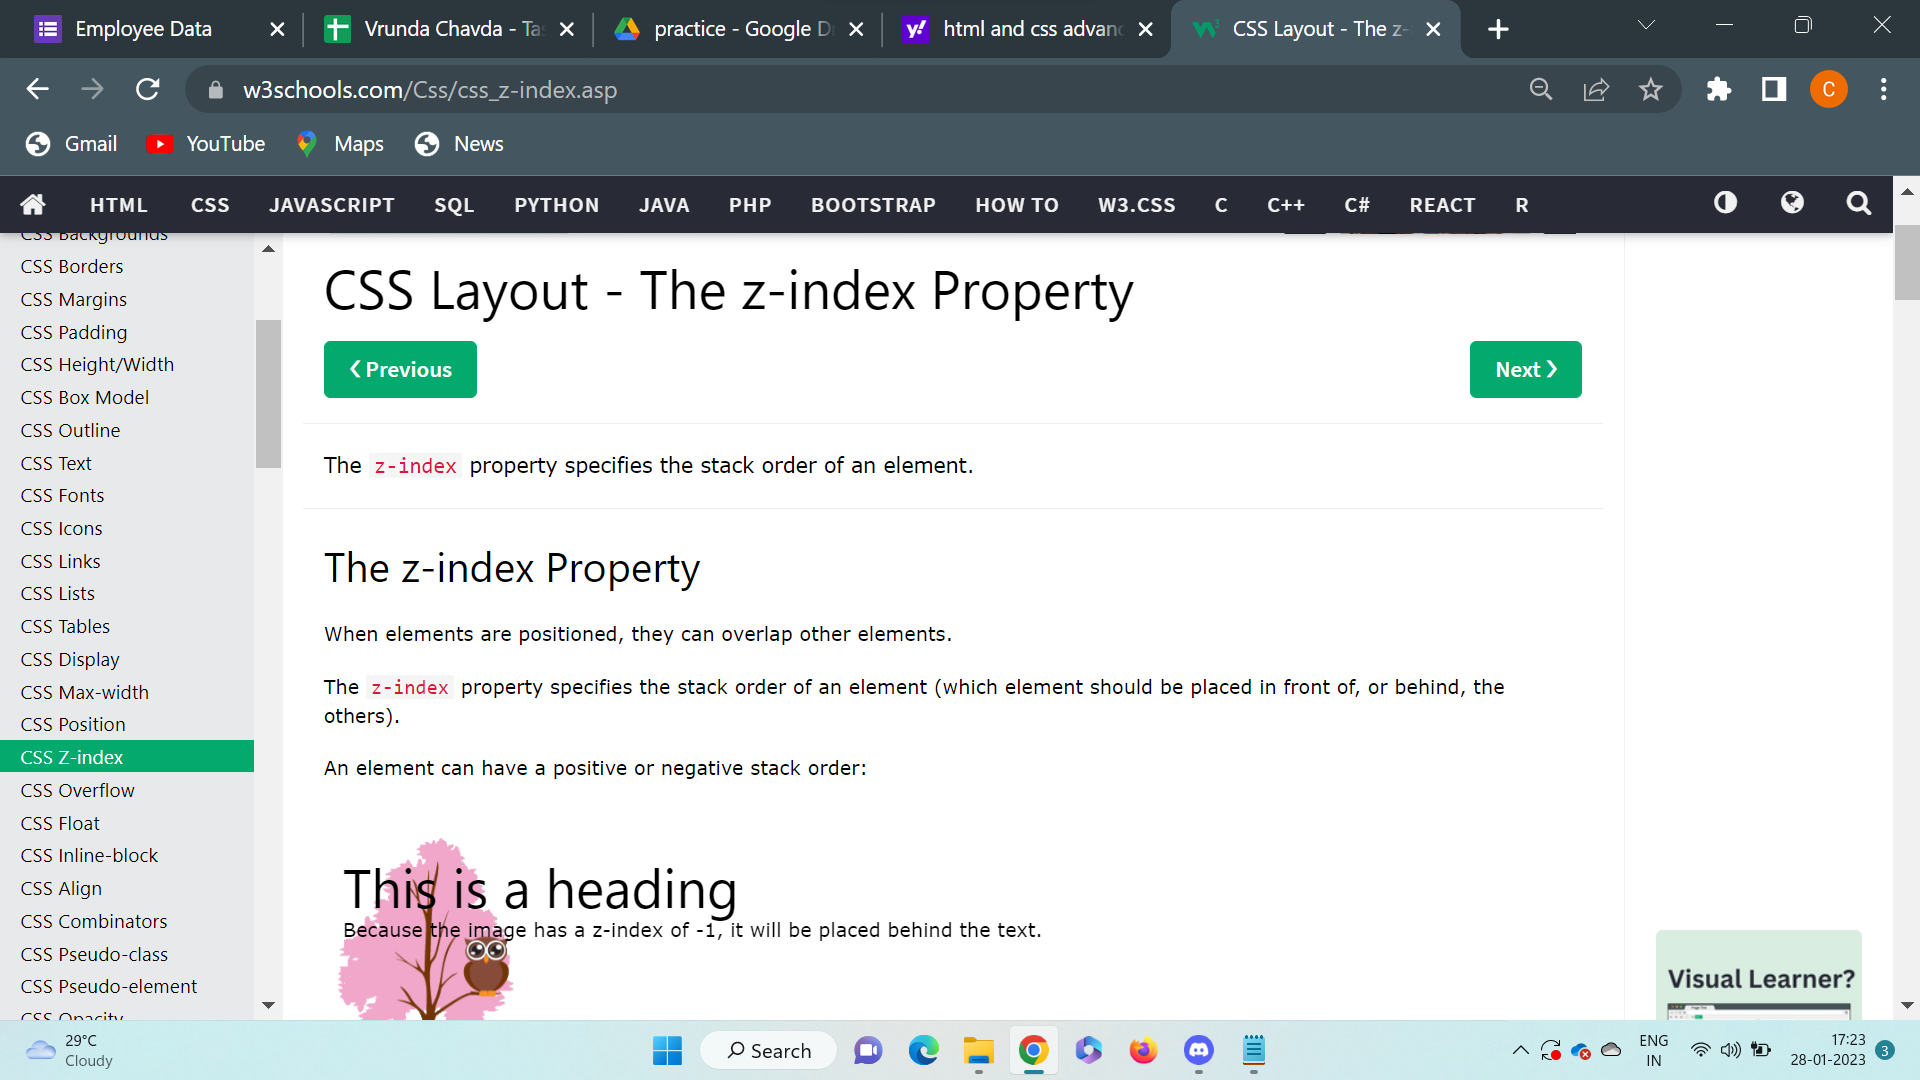 Employee Data
Vrunda Chavda - Tas
practice - Google D
html and css advanc
CSS Layout - The z-
w3schools.com/Css/css_z-index.asp
C
Gmail
YouTube
Maps
News
HTML CSS JAVASCRIPT SQL PYTHON JAVA PHP BOOTSTRAP HOW TO W3.CSS C C++ C# REACT R
CSS Backgrounds
CSS Borders
CSS Margins
CSS Padding
CSS Height/Width
CSS Box Model
CSS Outline
CSS Text
CSS Fonts
CSS Icons
CSS Links
CSS Lists
CSS Tables
CSS Display
CSS Max-width
CSS Position
CSS Z-index
CSS Overflow
CSS Float
CSS Inline-block
CSS Align
CSS Combinators
CSS Pseudo-class
CSS Pseudo-element
CSS Opacity
CSS Layout - The z-index Property
❮ Previous
Next ❯
The z-index property specifies the stack order of an element.
The z-index Property
When elements are positioned, they can overlap other elements.
The z-index property specifies the stack order of an element (which element should be placed in front of, or behind, the
others).
An element can have a positive or negative stack order:
This is a heading
Because the image has a z-index of -1, it will be placed behind the text.
Visual Learner?
29°C
Cloudy
Search
ENG
IN
17:23
28-01-2023
3